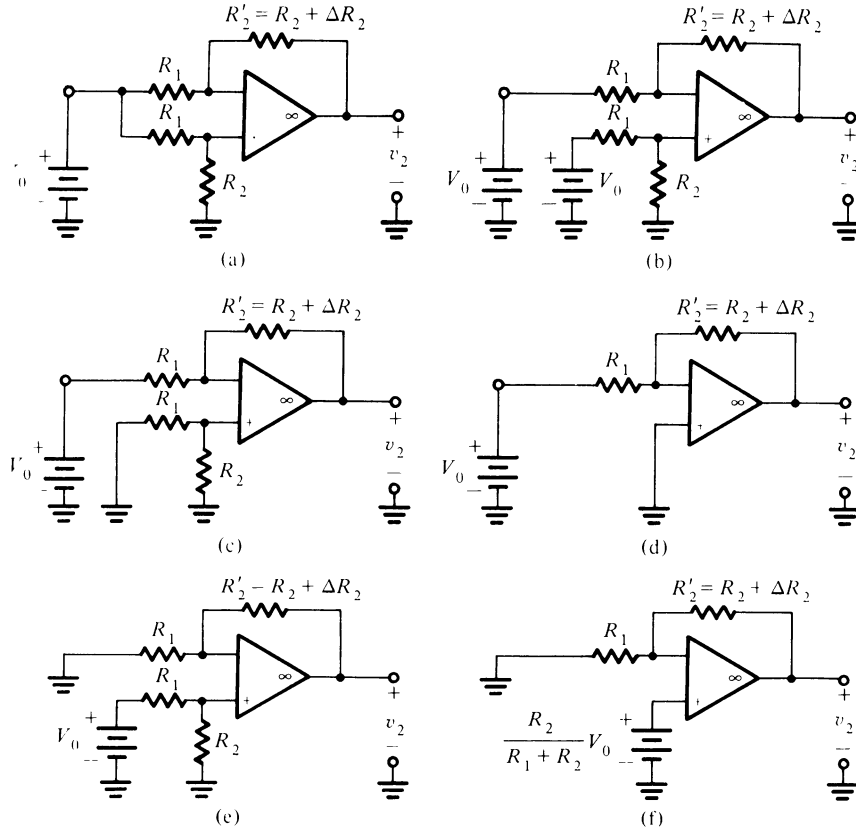 R′₂ = R₂ + ΔR₂
R′₂ = R₂ + ΔR₂
R₁
R₁
R₁
R₁
∞
∞
+
+
+
+
+
+
v₂
v₂
0
V₀
V₀
R₂
R₂
-
—
—
—
—
(a)
(b)
R′₂ = R₂ + ΔR₂
R′₂ = R₂ + ΔR₂
R₁
R₁
R₁
∞
∞
+
+
+
+
+
+
V₀
V₀
v₂
v₂
R₂
-
—
—
—
(c)
(d)
R′₂ – R₂ + ΔR₂
R′₂ = R₂ + ΔR₂
R₁
R₁
R₁
∞
∞
+
+
+
+
+
+
V₀
v₂
v₂
R₂
R₂ / (R₁ + R₂) V₀
--
--
—
—
(e)
(f)